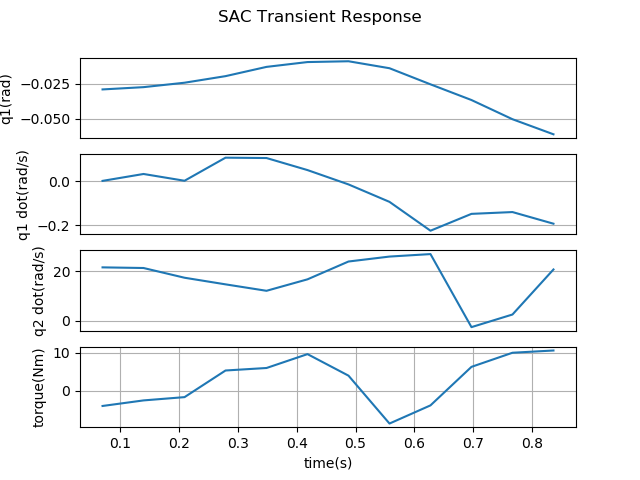 SAC Transient Response
q1(rad)
−0.025
−0.050
q1 dot(rad/s)
0.0
−0.2
q2 dot(rad/s)
20
0
torque(Nm)
10
0
0.1 0.2 0.3 0.4 0.5 0.6 0.7 0.8
time(s)